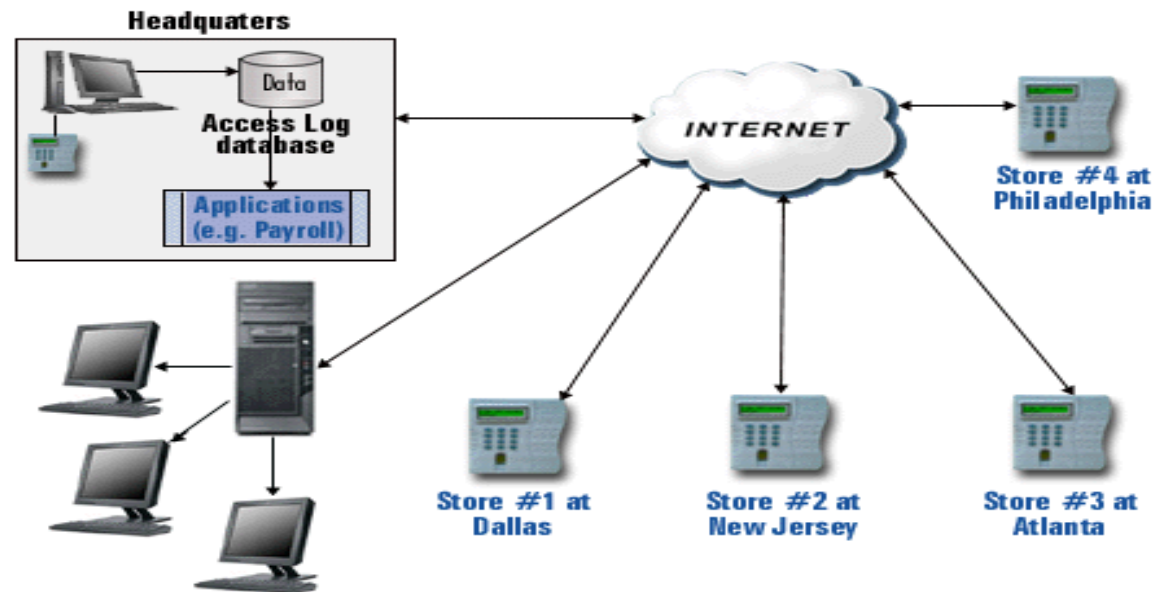 Headquaters
Data
Access Log
database
Applications
(e.g. Payroll)
INTERNET
Store #4 at
Philadelphia
Store #1 at
Dallas
Store #2 at
New Jersey
Store #3 at
Atlanta